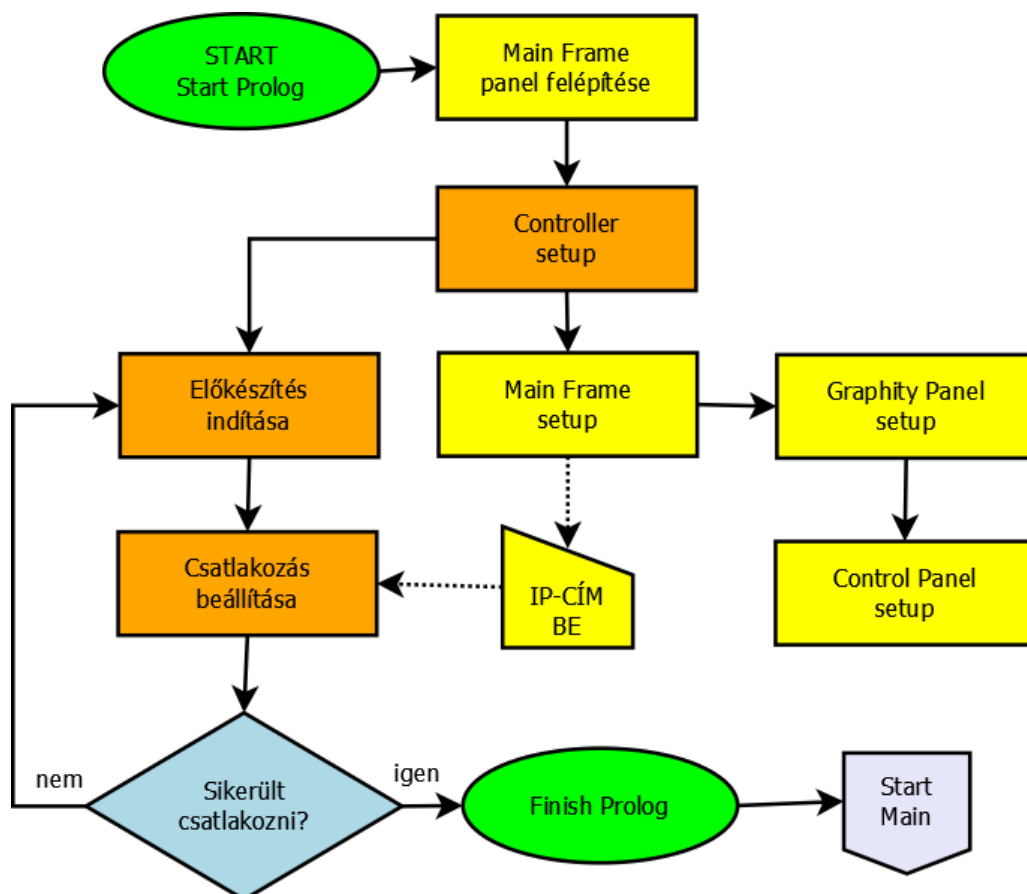 START
Start Prolog
Main Frame
panel felépítése
Controller
setup
Előkészítés
indítása
Main Frame
setup
Graphity Panel
setup
Csatlakozás
beállítása
IP-CÍM
BE
Control Panel
setup
nem
Sikerült
csatlakozni?
igen
Finish Prolog
Start
Main